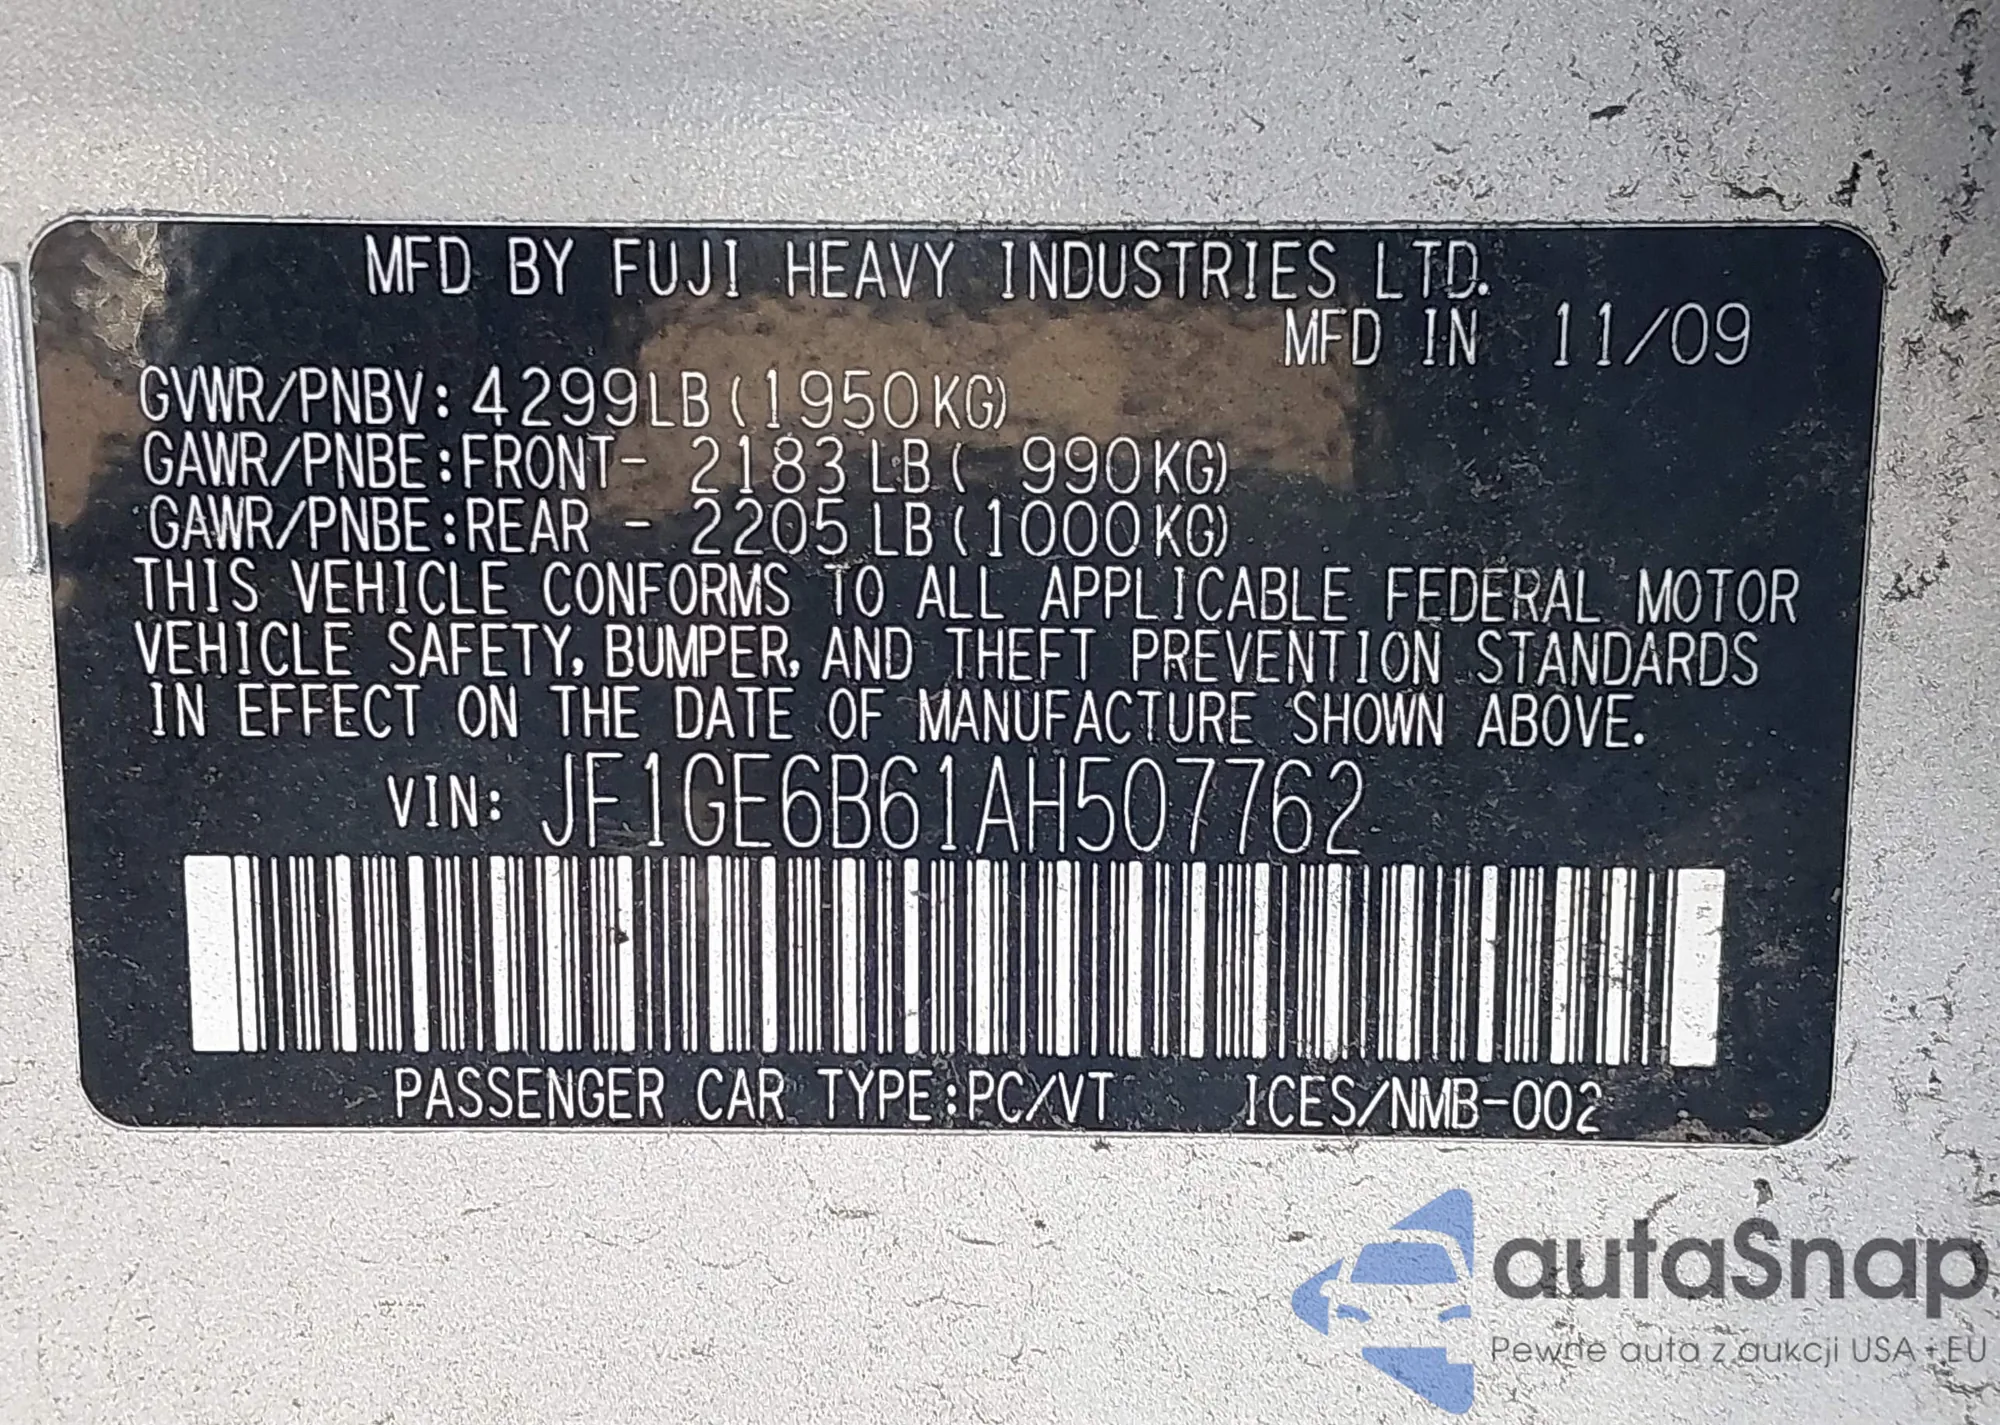 MFD BY FUJI HEAVY INDUSTRIES LTD.
MFD IN 11/09
GVWR/PNBV:4299LB(1950KG)
GAWR/PNBE:FRONT- 2183LB( 990KG)
GAWR/PNBE:REAR - 2205LB(1000KG)
THIS VEHICLE CONFORMS TO ALL APPLICABLE FEDERAL MOTOR
VEHICLE SAFETY, BUMPER, AND THEFT PREVENTION STANDARDS
IN EFFECT ON THE DATE OF MANUFACTURE SHOWN ABOVE.
VIN: JF1GE6B61AH507762
PASSENGER CAR TYPE:PC/VT ICES/NMB-002
autaSnap
Pewne auta z aukcji USA i EU